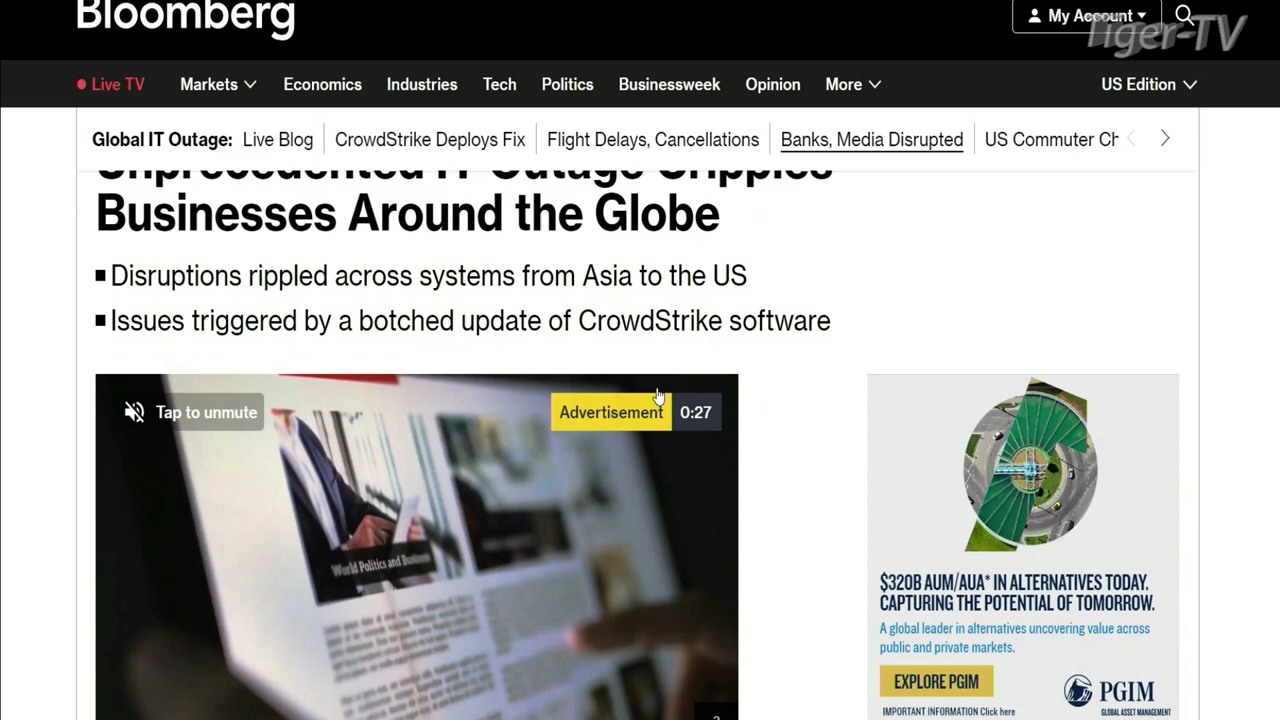 Bloomberg
My Account
Tiger-TV
Live TV
Markets
Economics
Industries
Tech
Politics
Businessweek
Opinion
More
US Edition
Global IT Outage: Live Blog
CrowdStrike Deploys Fix
Flight Delays, Cancellations
Banks, Media Disrupted
US Commuter Ch
Unprecedented IT Outage Cripples
Businesses Around the Globe
Disruptions rippled across systems from Asia to the US
Issues triggered by a botched update of CrowdStrike software
Tap to unmute
Advertisement
0:27
World Politics and Business
$320B AUM/AUA* IN ALTERNATIVES TODAY.
CAPTURING THE POTENTIAL OF TOMORROW.
A global leader in alternatives uncovering value across
public and private markets.
EXPLORE PGIM
PGIM
IMPORTANT INFORMATION Click here
GLOBAL ASSET MANAGEMENT